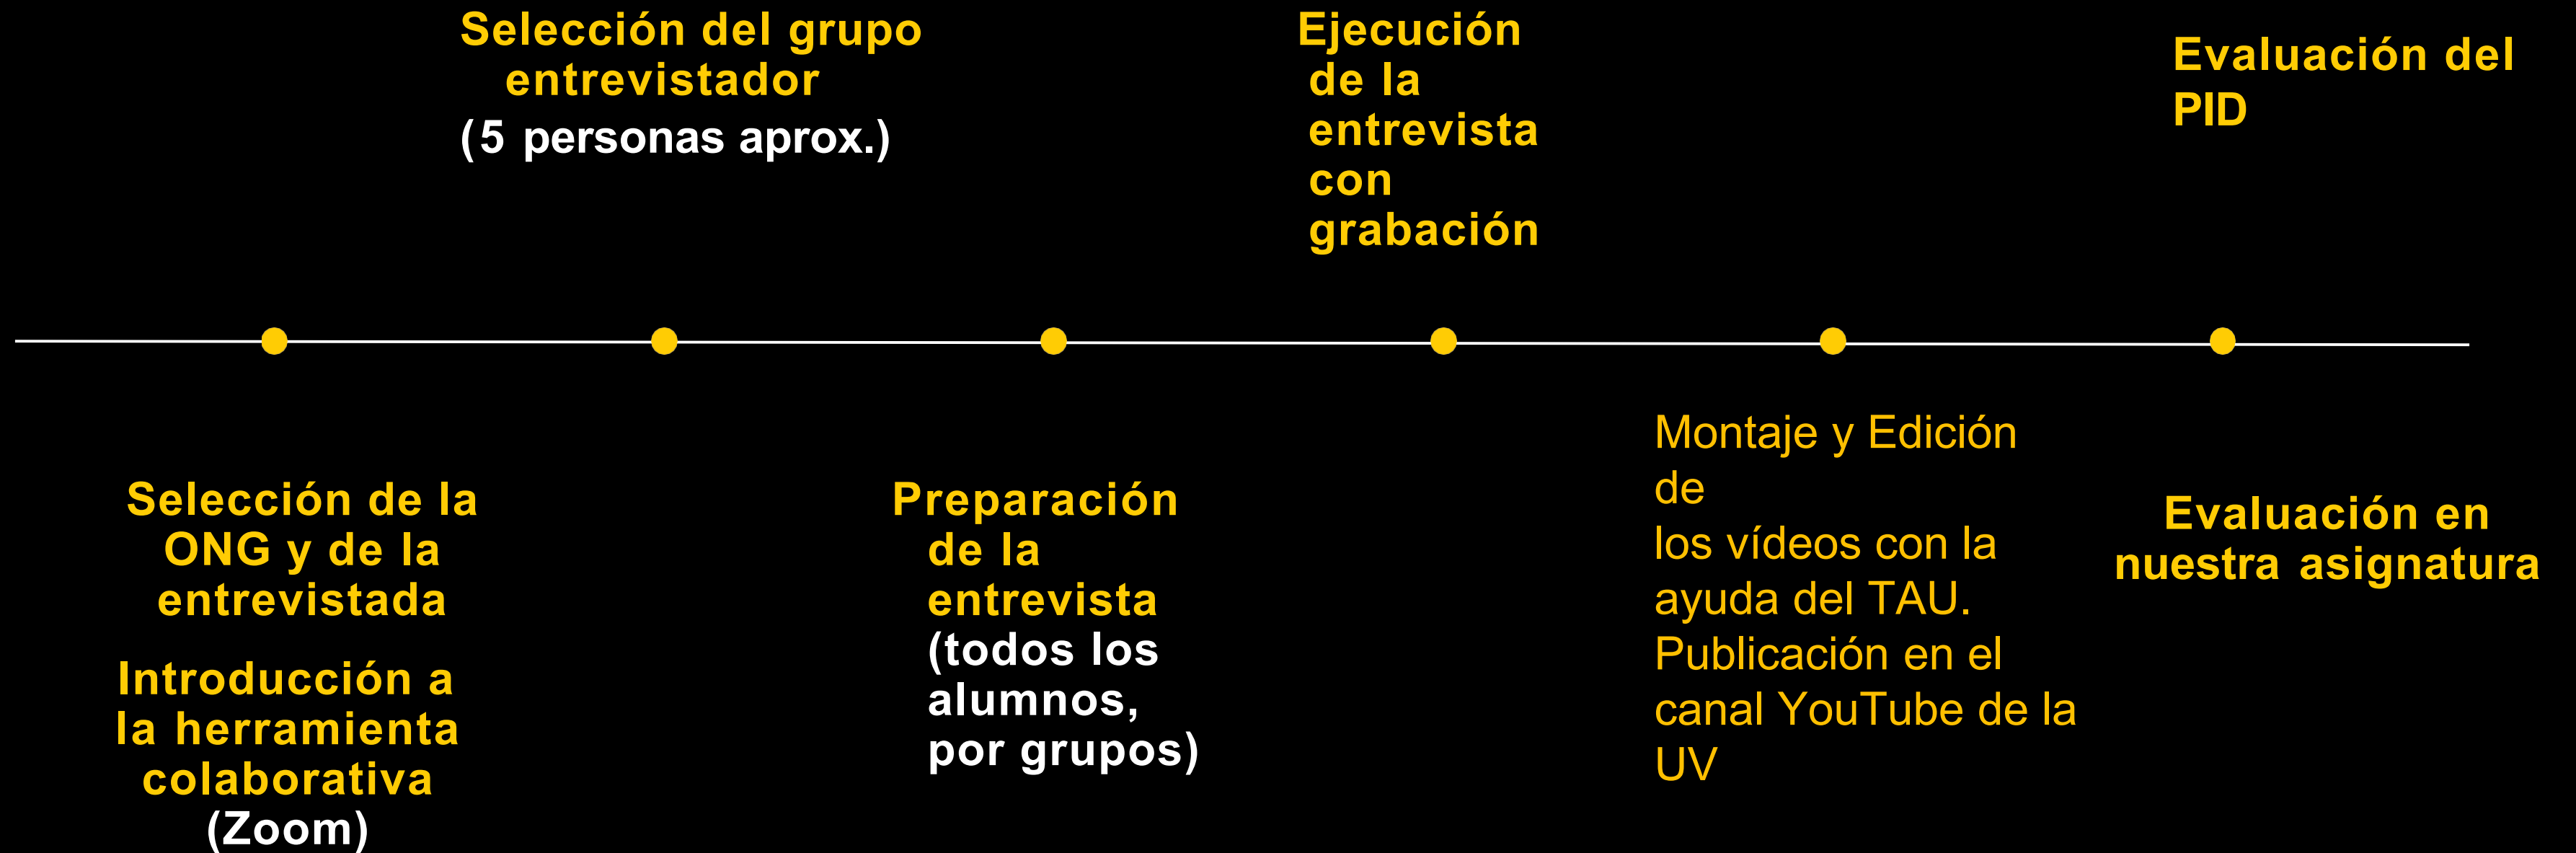 Selección del grupo
entrevistador
(5 personas aprox.)
Ejecución
de la
entrevista
con
grabación
Evaluación del
PID
Selección de la
ONG y de la
entrevistada
Introducción a
la herramienta
colaborativa
(Zoom)
Preparación
de la
entrevista
(todos los
alumnos,
por grupos)
Montaje y Edición
de
los vídeos con la
ayuda del TAU.
Publicación en el
canal YouTube de la
UV
Evaluación en
nuestra asignatura